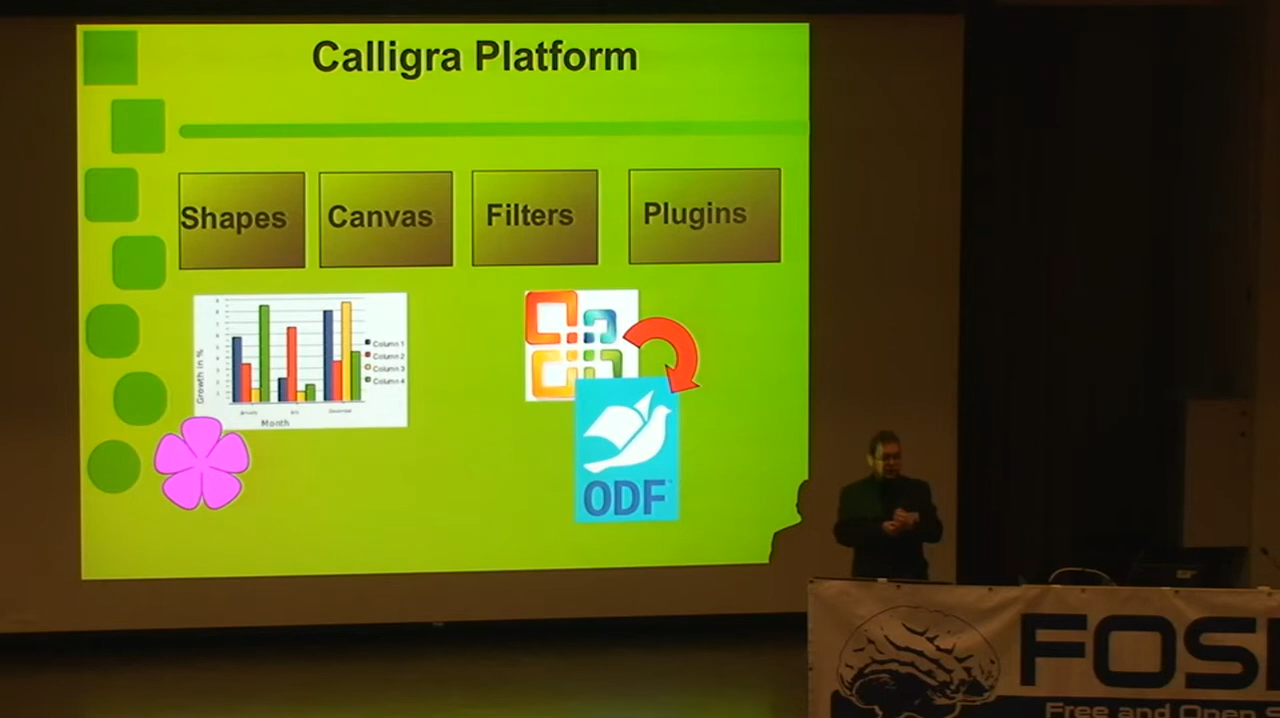 Calligra Platform
Shapes
Canvas
Filters
Plugins
Growth in %
Column 1
Column 2
Column 3
Column 4
Month
ODF
FOS
Free and Open S